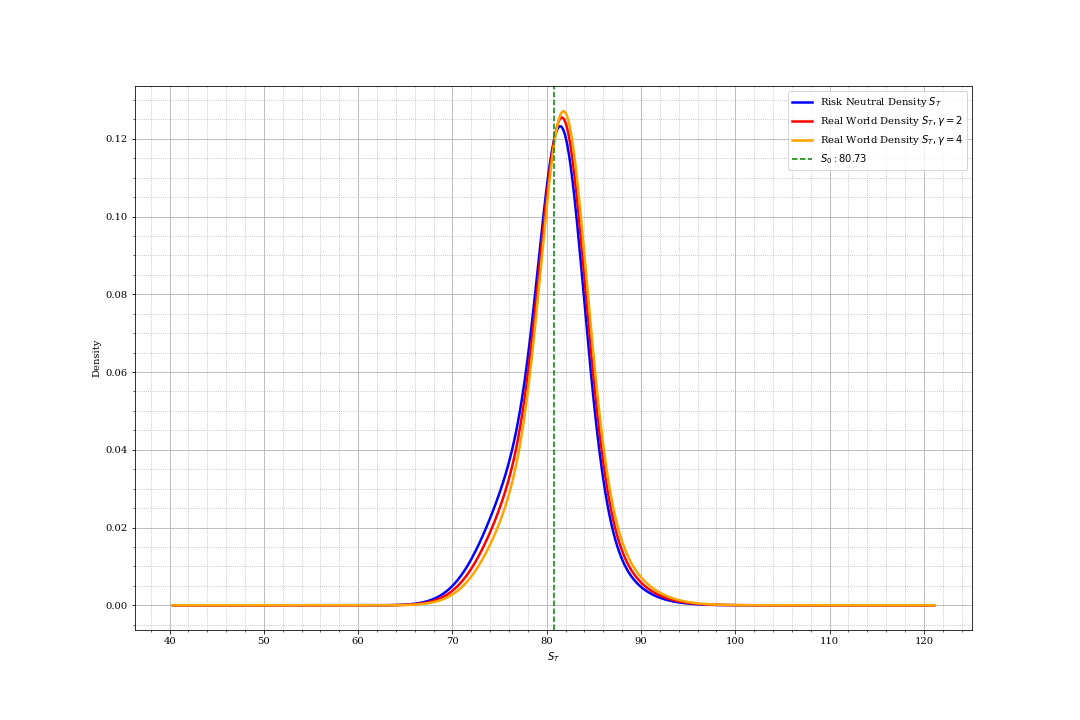 Risk Neutral Density S_T
Real World Density S_T, γ = 2
Real World Density S_T, γ = 4
S_0 : 80.73
0.12
0.10
0.08
0.06
0.04
0.02
0.00
Density
40
50
60
70
80
90
100
110
120
S_T